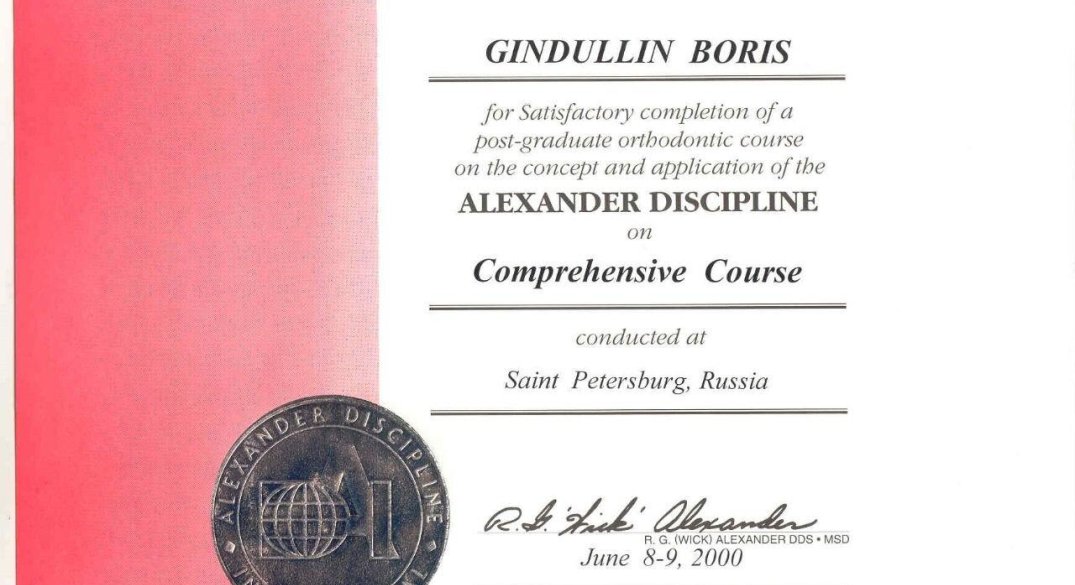 GINDULLIN BORIS
for Satisfactory completion of a
post-graduate orthodontic course
on the concept and application of the
ALEXANDER DISCIPLINE
on
Comprehensive Course
conducted at
Saint Petersburg, Russia
ALEXANDER DISCIPLINE
AI
R. G. 'Wick' Alexander
R. G. (WICK) ALEXANDER DDS • MSD
June 8-9, 2000